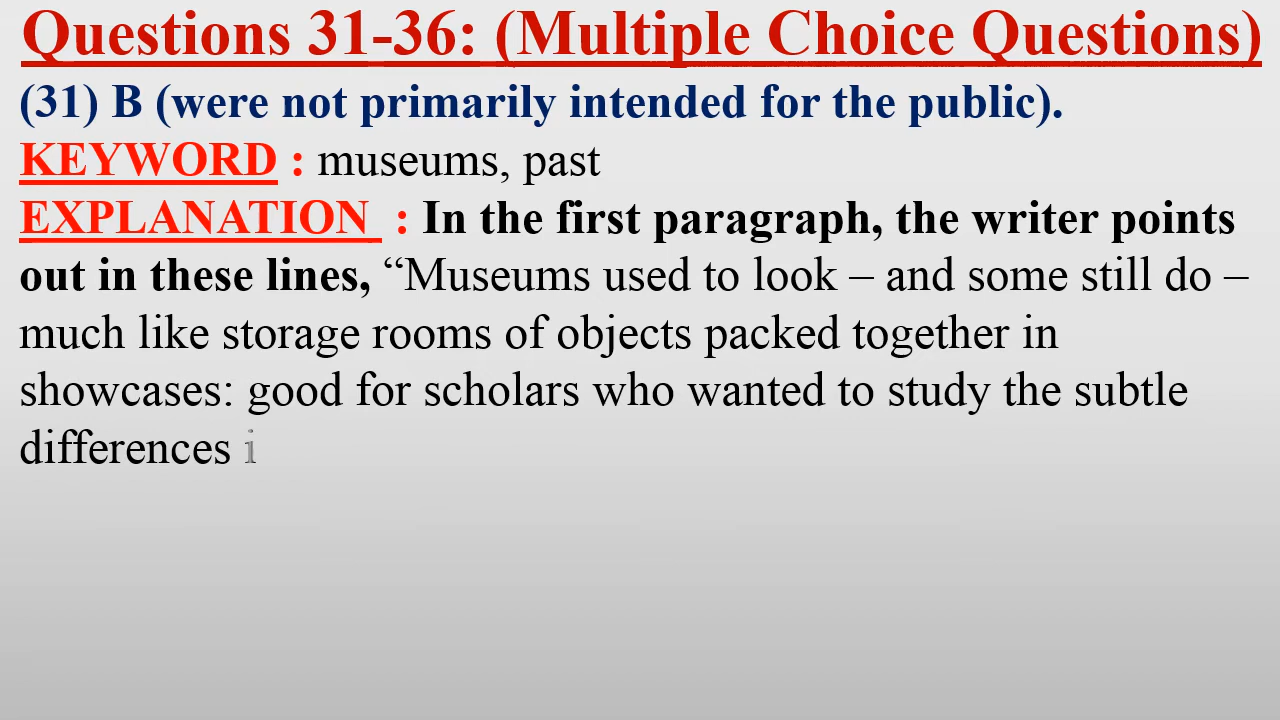 Questions 31-36: (Multiple Choice Questions)
(31) B (were not primarily intended for the public).
KEYWORD : museums, past
EXPLANATION : In the first paragraph, the writer points
out in these lines, “Museums used to look – and some still do –
much like storage rooms of objects packed together in
showcases: good for scholars who wanted to study the subtle
differences i